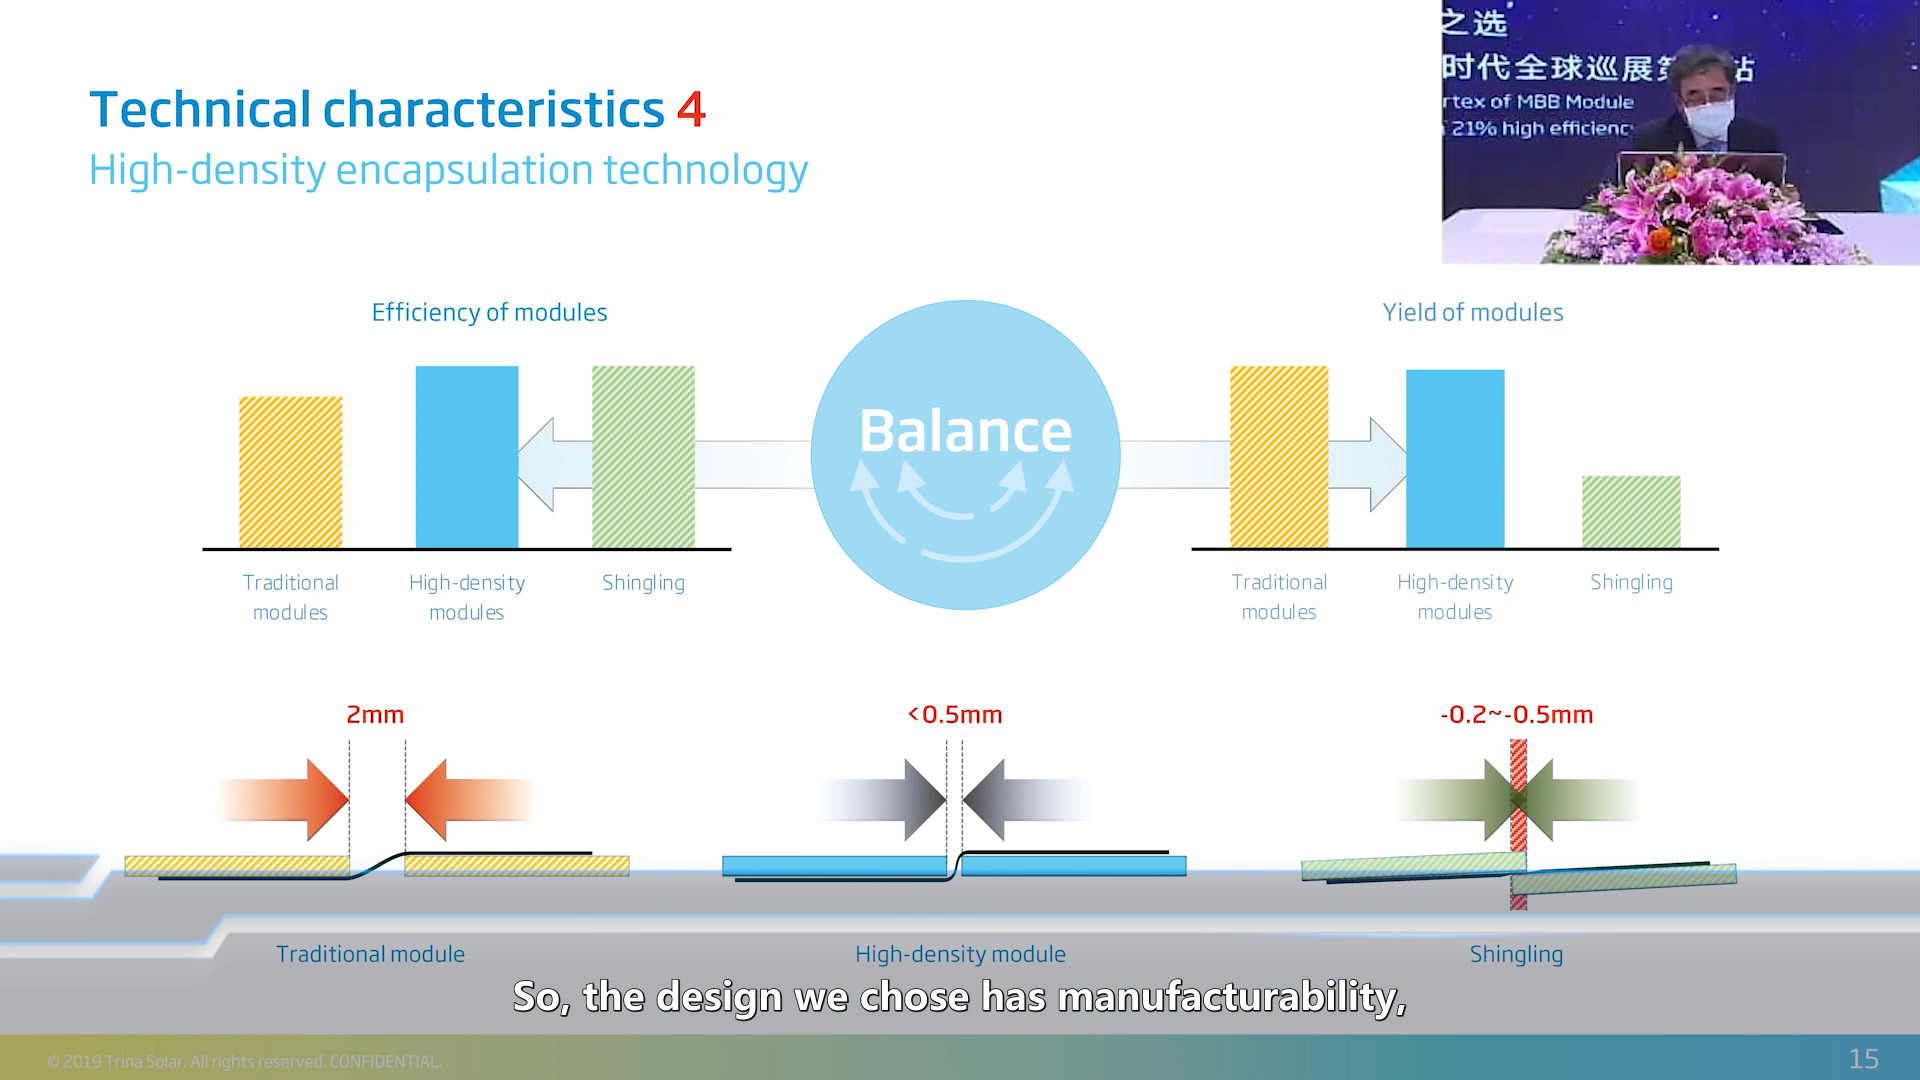 Technical characteristics 4
High-density encapsulation technology
之选
时代全球巡展
rtex of MBB Module
21% high efficienc
Efficiency of modules
Yield of modules
Balance
Traditional
modules
High-density
modules
Shingling
Traditional
modules
High-density
modules
Shingling
2mm
<0.5mm
-0.2~-0.5mm
Traditional module
High-density module
Shingling
So, the design we chose has manufacturability,
© 2019 Trina Solar. All rights reserved. CONFIDENTIAL.
15